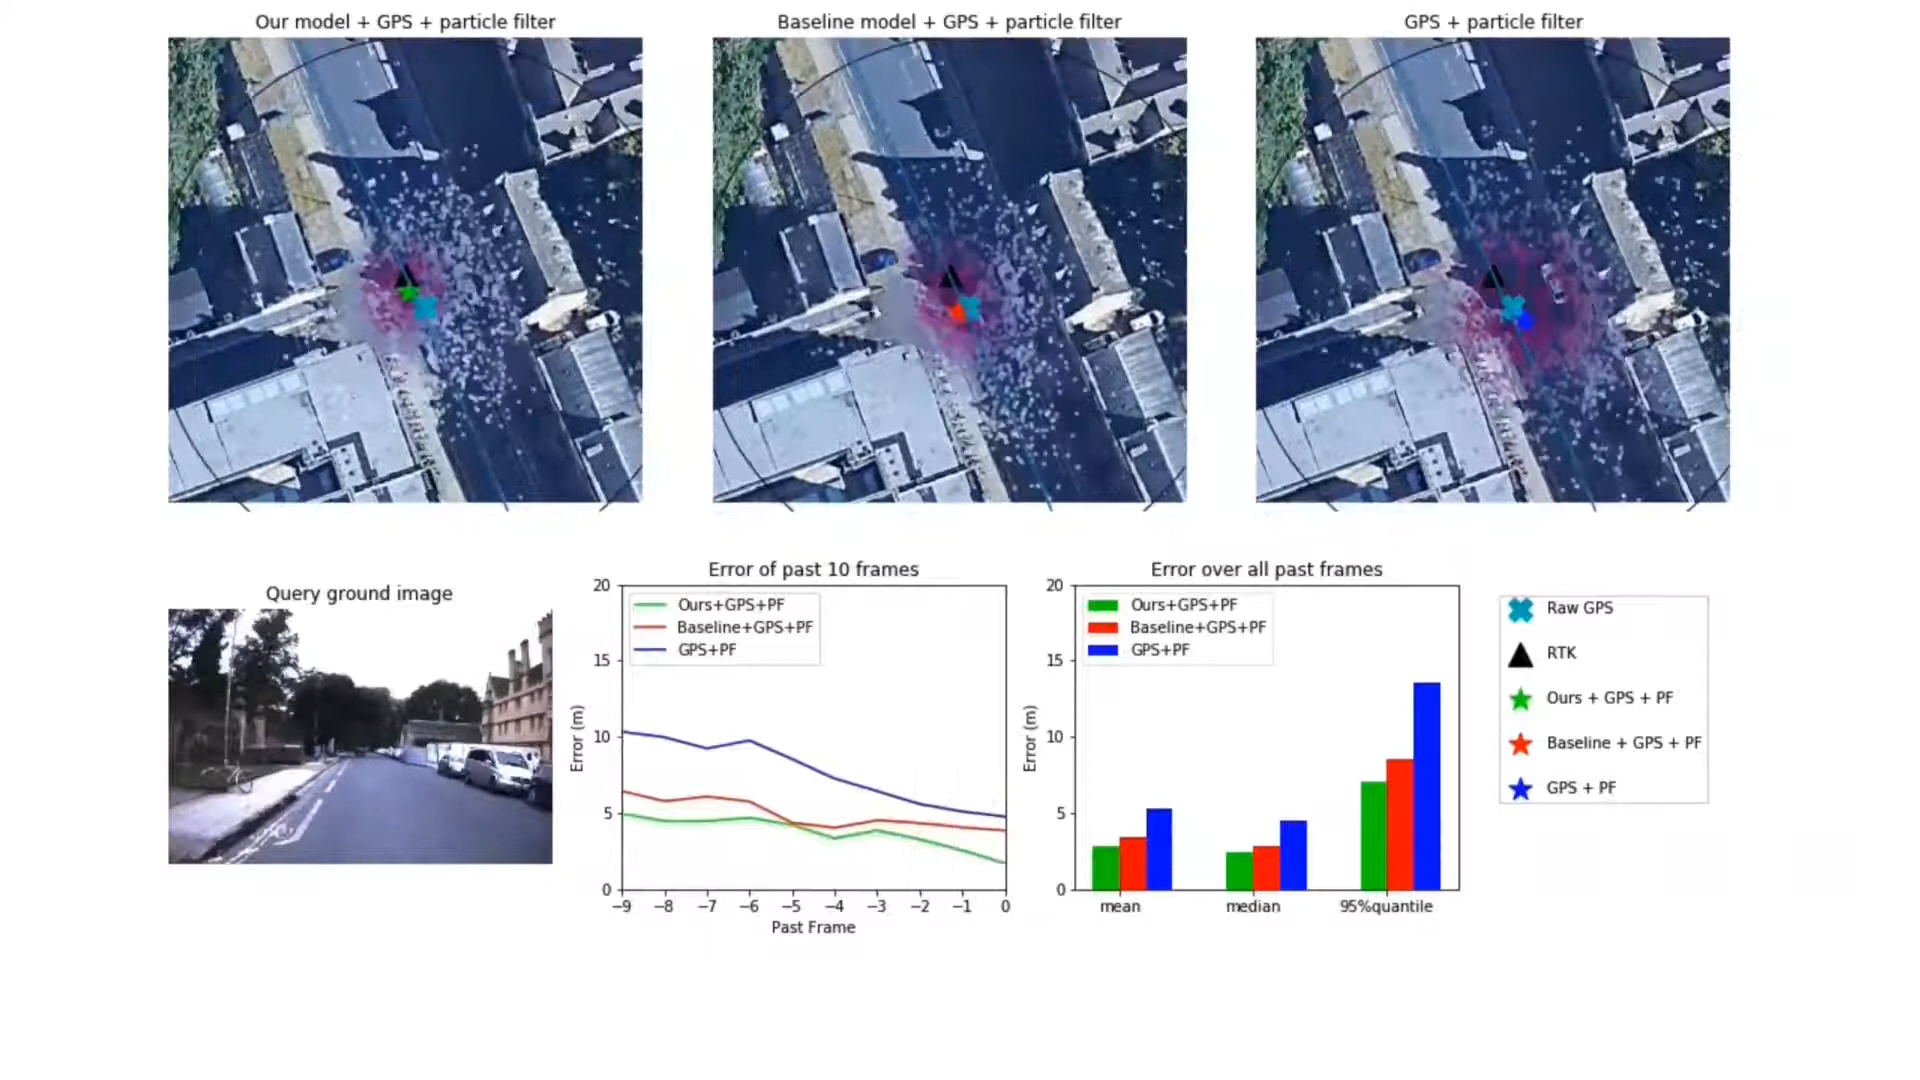 Our model + GPS + particle filter
Baseline model + GPS + particle filter
GPS + particle filter
Query ground image
Error of past 10 frames
20
15
10
5
0
Error (m)
Ours+GPS+PF
Baseline+GPS+PF
GPS+PF
−9 −8 −7 −6 −5 −4 −3 −2 −1 0
Past Frame
Error over all past frames
20
15
10
5
0
Error (m)
Ours+GPS+PF
Baseline+GPS+PF
GPS+PF
mean median 95%quantile
Raw GPS
RTK
Ours + GPS + PF
Baseline + GPS + PF
GPS + PF